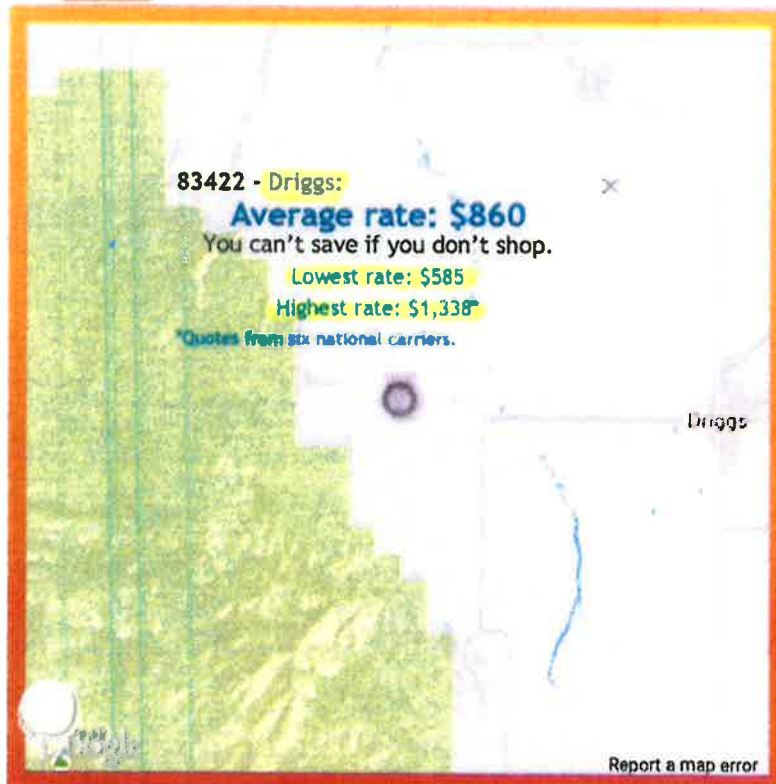 83422 - Driggs:
Average rate: $860
You can't save if you don't shop.
Lowest rate: $585
Highest rate: $1,338*
*Quotes from six national carriers.
Driggs
Report a map error